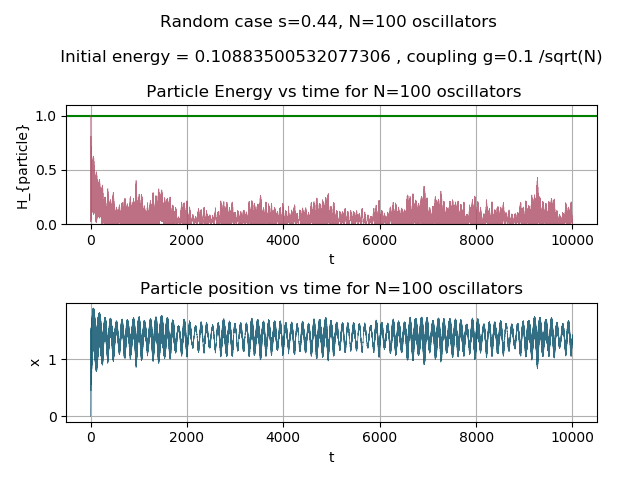 Random case s=0.44, N=100 oscillators
Initial energy = 0.10883500532077306 , coupling g=0.1 /sqrt(N)
Particle Energy vs time for N=100 oscillators
H_{particle}
1.0
0.5
0.0
0 2000 4000 6000 8000 10000
t
Particle position vs time for N=100 oscillators
x
1
0
0 2000 4000 6000 8000 10000
t